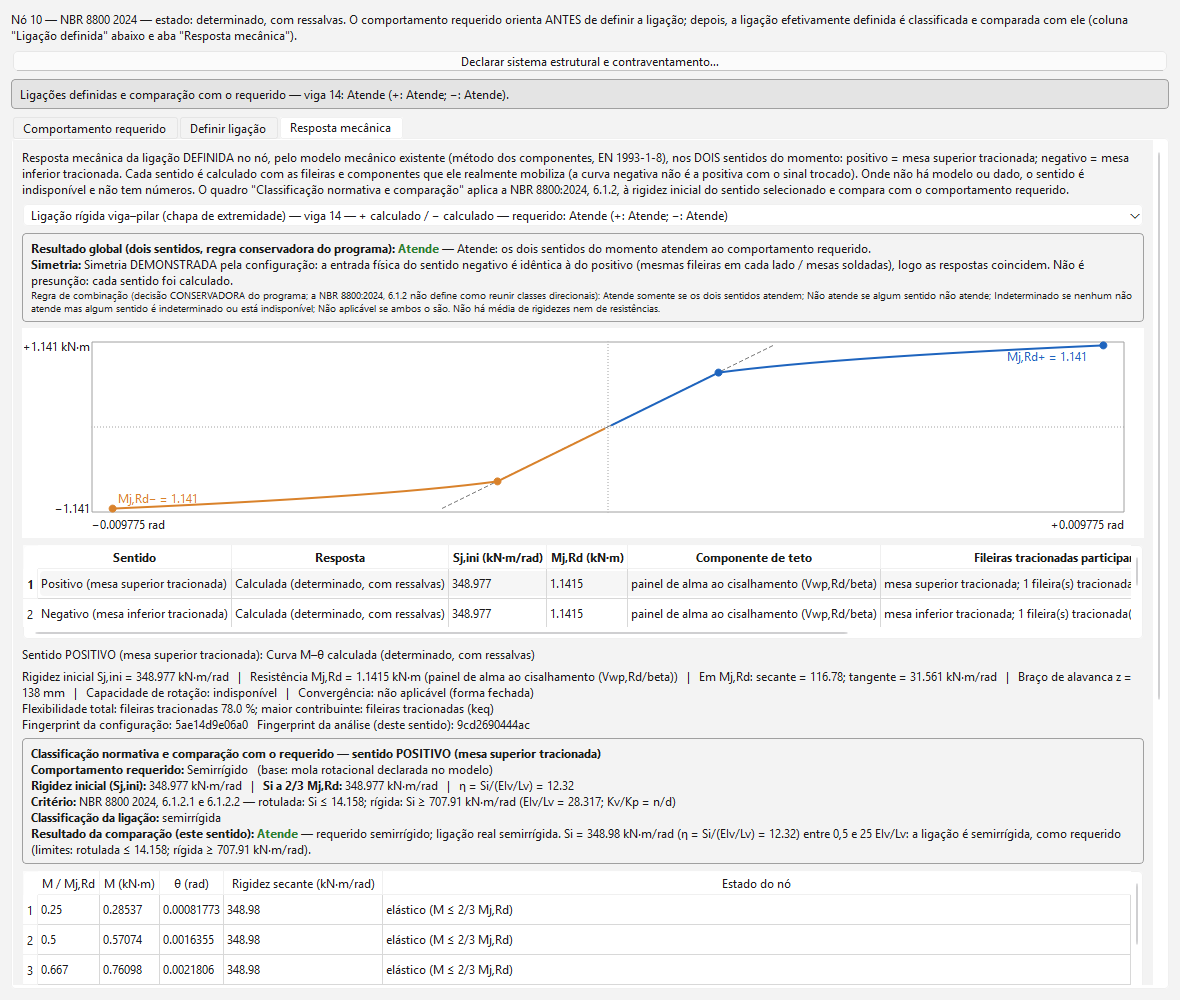 Nó 10 — NBR 8800 2024 — estado: determinado, com ressalvas. O comportamento requerido orienta ANTES de definir a ligação; depois, a ligação efetivamente definida é classificada e comparada com ele (coluna
"Ligação definida" abaixo e aba "Resposta mecânica").
Declarar sistema estrutural e contraventamento...
Ligações definidas e comparação com o requerido — viga 14: Atende (+: Atende; −: Atende).
Comportamento requerido Definir ligação Resposta mecânica
Resposta mecânica da ligação DEFINIDA no nó, pelo modelo mecânico existente (método dos componentes, EN 1993-1-8), nos DOIS sentidos do momento: positivo = mesa superior tracionada; negativo = mesa
inferior tracionada. Cada sentido é calculado com as fileiras e componentes que ele realmente mobiliza (a curva negativa não é a positiva com o sinal trocado). Onde não há modelo ou dado, o sentido é
indisponível e não tem números. O quadro "Classificação normativa e comparação" aplica a NBR 8800:2024, 6.1.2, à rigidez inicial do sentido selecionado e compara com o comportamento requerido.
Ligação rígida viga–pilar (chapa de extremidade) — viga 14 — + calculado / − calculado — requerido: Atende (+: Atende; −: Atende)
Resultado global (dois sentidos, regra conservadora do programa): Atende — Atende: os dois sentidos do momento atendem ao comportamento requerido.
Simetria: Simetria DEMONSTRADA pela configuração: a entrada física do sentido negativo é idêntica à do positivo (mesmas fileiras em cada lado / mesas soldadas), logo as respostas coincidem. Não é
presunção: cada sentido foi calculado.
Regra de combinação (decisão CONSERVADORA do programa; a NBR 8800:2024, 6.1.2 não define como reunir classes direcionais): Atende somente se os dois sentidos atendem; Não atende se algum sentido não atende; Indeterminado se nenhum não
atende mas algum sentido é indeterminado ou está indisponível; Não aplicável se ambos o são. Não há média de rigidezes nem de resistências.
+1.141 kN·m
Mj,Rd+ = 1.141
Mj,Rd− = 1.141
−1.141
−0.009775 rad +0.009775 rad
Sentido Resposta Sj,ini (kN·m/rad) Mj,Rd (kN·m) Componente de teto Fileiras tracionadas participar
1 Positivo (mesa superior tracionada) Calculada (determinado, com ressalvas) 348.977 1.1415 painel de alma ao cisalhamento (Vwp,Rd/beta) mesa superior tracionada; 1 fileira(s) tracionada
2 Negativo (mesa inferior tracionada) Calculada (determinado, com ressalvas) 348.977 1.1415 painel de alma ao cisalhamento (Vwp,Rd/beta) mesa inferior tracionada; 1 fileira(s) tracionada(
Sentido POSITIVO (mesa superior tracionada): Curva M–θ calculada (determinado, com ressalvas)
Rigidez inicial Sj,ini = 348.977 kN·m/rad | Resistência Mj,Rd = 1.1415 kN·m (painel de alma ao cisalhamento (Vwp,Rd/beta)) | Em Mj,Rd: secante = 116.78; tangente = 31.561 kN·m/rad | Braço de alavanca z =
138 mm | Capacidade de rotação: indisponível | Convergência: não aplicável (forma fechada)
Flexibilidade total: fileiras tracionadas 78.0 %; maior contribuinte: fileiras tracionadas (keq)
Fingerprint da configuração: 5ae14d9e06a0 Fingerprint da análise (deste sentido): 9cd2690444ac
Classificação normativa e comparação com o requerido — sentido POSITIVO (mesa superior tracionada)
Comportamento requerido: Semirrígido (base: mola rotacional declarada no modelo)
Rigidez inicial (Sj,ini): 348.977 kN·m/rad | Si a 2/3 Mj,Rd: 348.977 kN·m/rad | η = Si/(EIv/Lv) = 12.32
Critério: NBR 8800 2024, 6.1.2.1 e 6.1.2.2 — rotulada: Si ≤ 14.158; rígida: Si ≥ 707.91 kN·m/rad (EIv/Lv = 28.317; Kv/Kp = n/d)
Classificação da ligação: semirrígida
Resultado da comparação (este sentido): Atende — requerido semirrígido; ligação real semirrígida. Si = 348.98 kN·m/rad (η = Si/(EIv/Lv) = 12.32) entre 0,5 e 25 EIv/Lv: a ligação é semirrígida, como requerido
(limites: rotulada ≤ 14.158; rígida ≥ 707.91 kN·m/rad).
M / Mj,Rd M (kN·m) θ (rad) Rigidez secante (kN·m/rad) Estado do nó
1 0.25 0.28537 0.00081773 348.98 elástico (M ≤ 2/3 Mj,Rd)
2 0.5 0.57074 0.0016355 348.98 elástico (M ≤ 2/3 Mj,Rd)
3 0.667 0.76098 0.0021806 348.98 elástico (M ≤ 2/3 Mj,Rd)